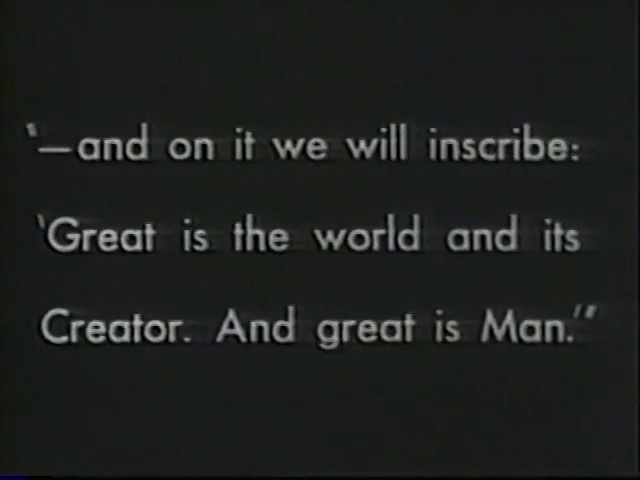 "—and on it we will inscribe:
'Great is the world and its
Creator. And great is Man.'"